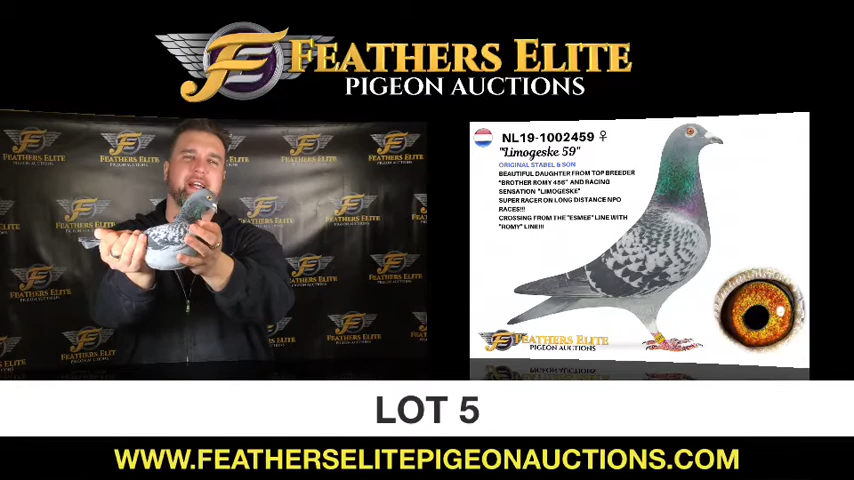 FEATHERS ELITE
PIGEON AUCTIONS
NL19-1002459 ♀
"Limogeske 59"
ORIGINAL STABEL & SON
BEAUTIFUL DAUGHTER FROM TOP BREEDER
"BROTHER ROMY 456" AND RACING
SENSATION "LIMOGESKE"
SUPER RACER ON LONG DISTANCE NPO
RACES!!!
CROSSING FROM THE "ESMEE" LINE WITH
"ROMY" LINE!!!
FEATHERS ELITE
PIGEON AUCTIONS
LOT 5
WWW.FEATHERSELITEPIGEONAUCTIONS.COM